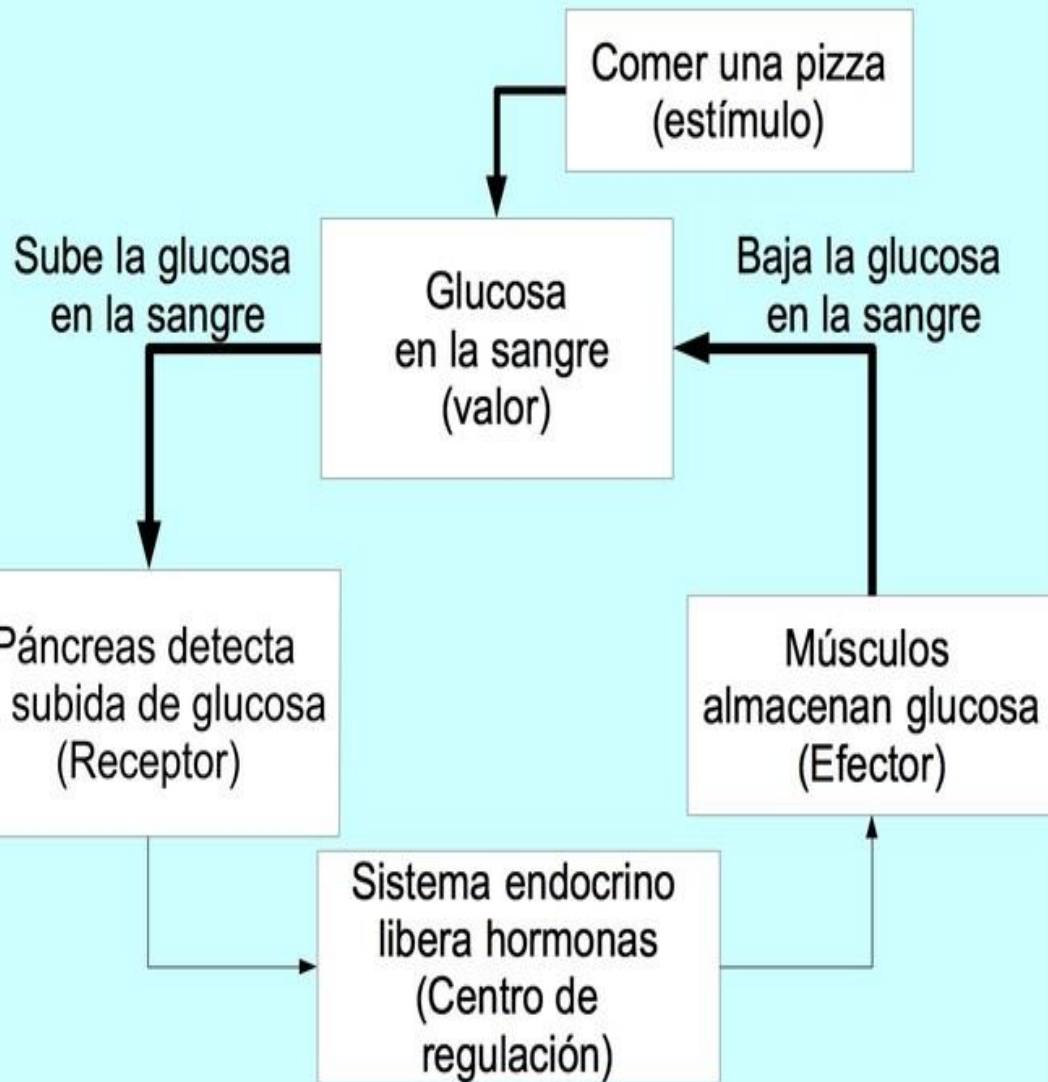 Comer una pizza
(estímulo)
Sube la glucosa
en la sangre
Glucosa
en la sangre
(valor)
Baja la glucosa
en la sangre
Páncreas detecta
subida de glucosa
(Receptor)
Músculos
almacenan glucosa
(Efector)
Sistema endocrino
libera hormonas
(Centro de
regulación)